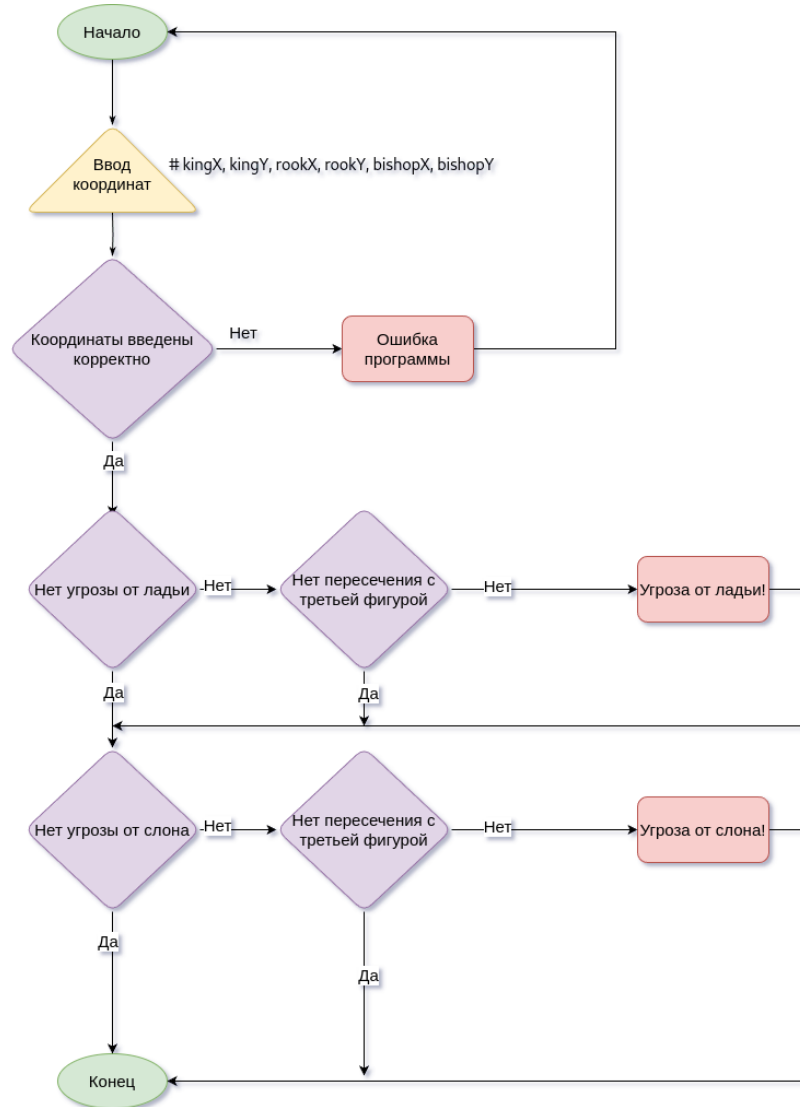 Начало
Ввод
координат
# kingX, kingY, rookX, rookY, bishopX, bishopY
Координаты введены
корректно
Нет
Ошибка
программы
Да
Нет угрозы от ладьи
Нет
Нет пересечения с
третьей фигурой
Нет
Угроза от ладьи!
Да
Да
Нет угрозы от слона
Нет
Нет пересечения с
третьей фигурой
Нет
Угроза от слона!
Да
Да
Конец